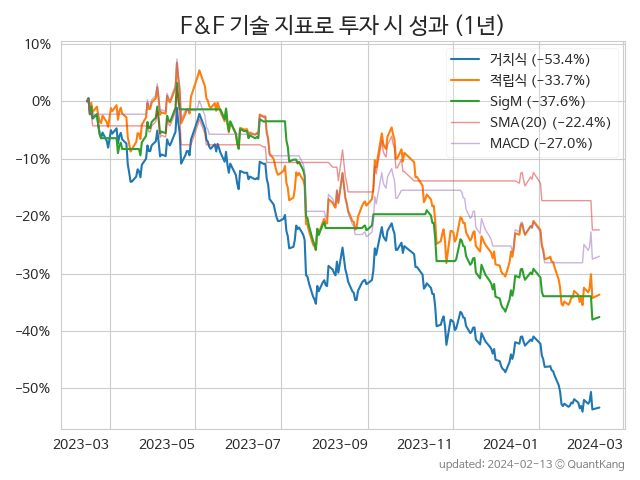 F&F 기술 지표로 투자 시 성과 (1년)
10%
0%
−10%
−20%
−30%
−40%
−50%
거치식 (−53.4%)
적립식 (−33.7%)
SigM (−37.6%)
SMA(20) (−22.4%)
MACD (−27.0%)
2023-03
2023-05
2023-07
2023-09
2023-11
2024-01
2024-03
updated: 2024-02-13 © QuantKang